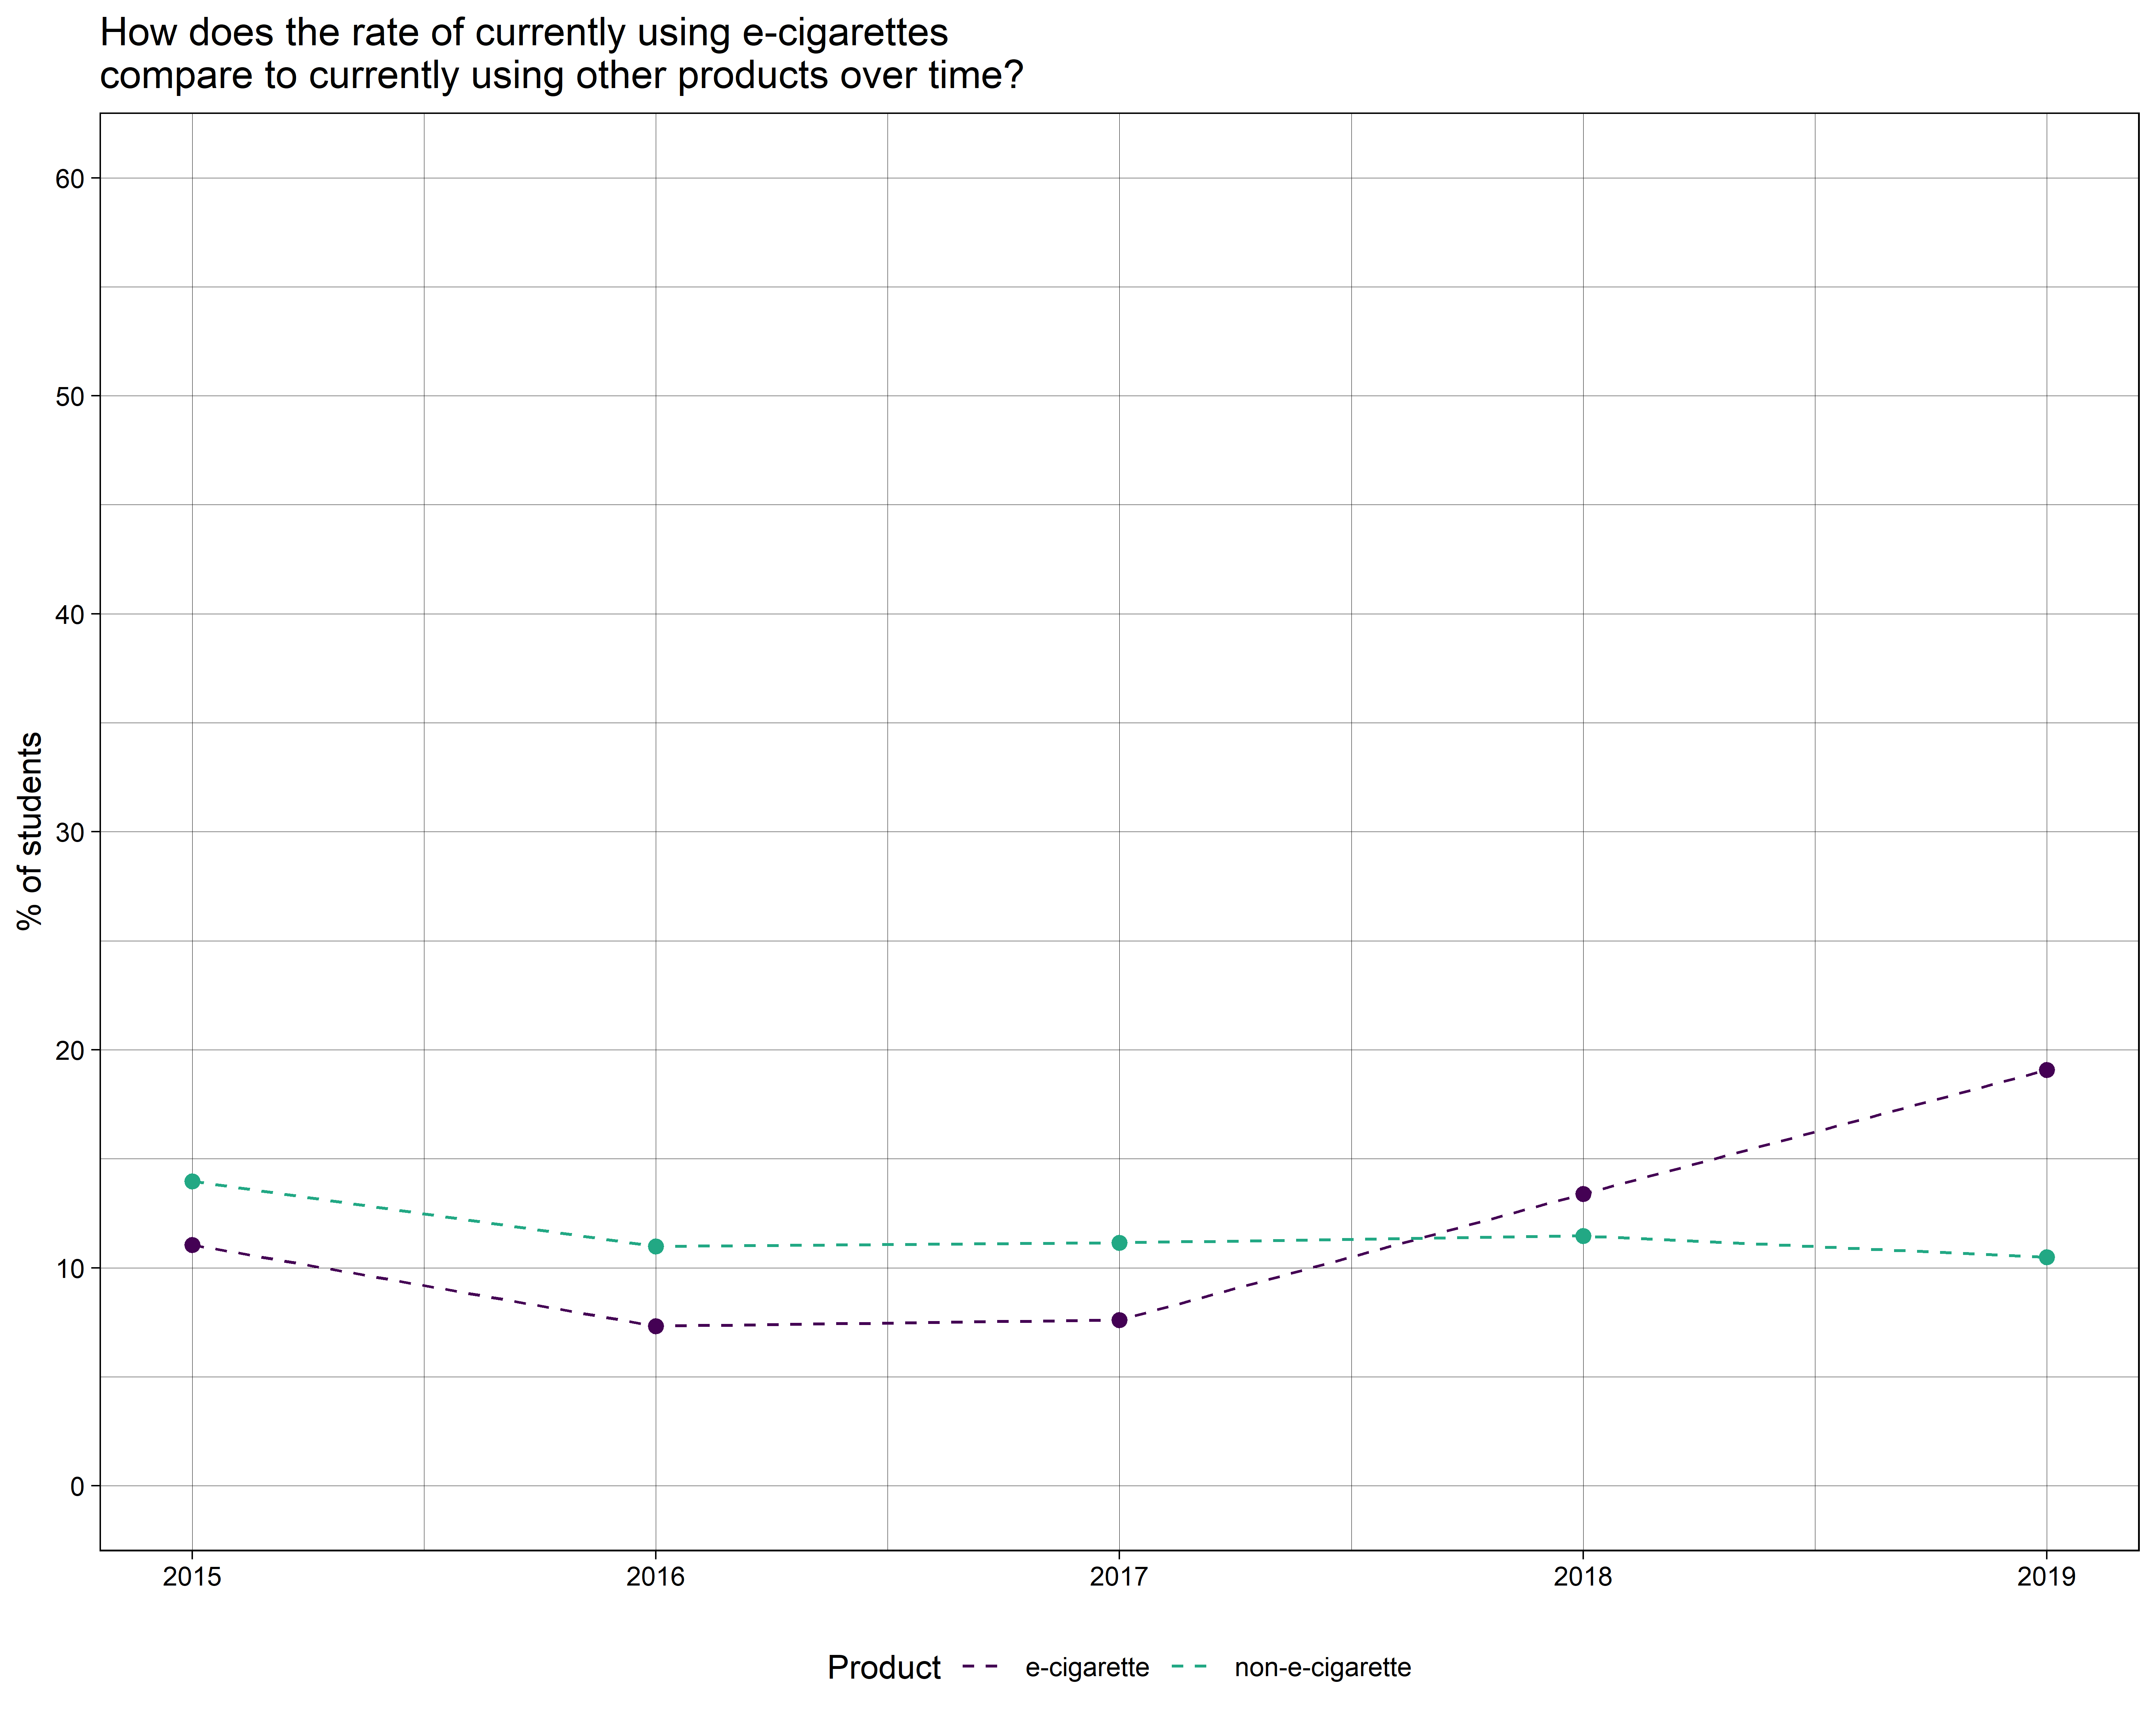 How does the rate of currently using e-cigarettes
compare to currently using other products over time?
60
50
40
30
20
10
0
% of students
2015 2016 2017 2018 2019
Product e-cigarette non-e-cigarette